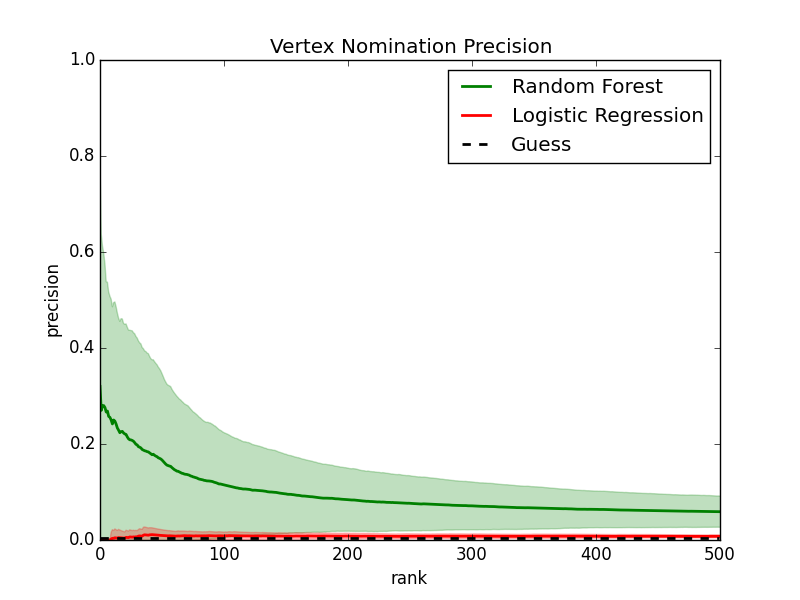 Vertex Nomination Precision
1.0
0.8
0.6
0.4
0.2
0.0
precision
Random Forest
Logistic Regression
Guess
0 100 200 300 400 500
rank